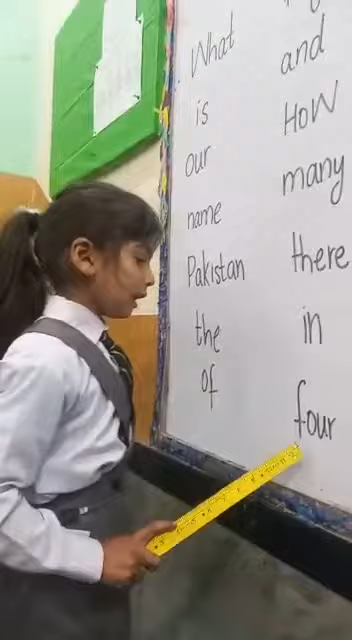 What
is
our
name
Pakistan
the
of
and
How
many
there
in
four